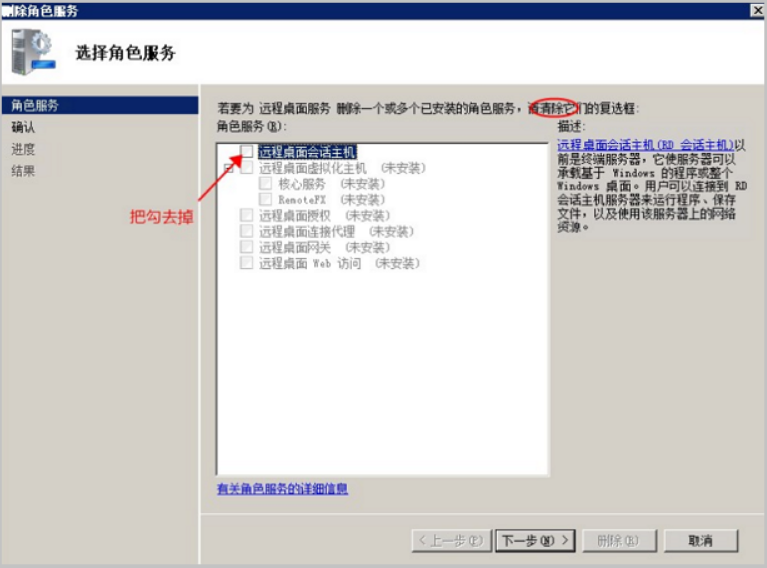 删除角色服务
选择角色服务
角色服务
确认
进度
结果
若要为 远程桌面服务 删除一个或多个已安装的角色服务，请清除它们的复选框:
角色服务(R):
远程桌面会话主机
远程桌面虚拟化主机 (未安装)
核心服务 (未安装)
RemoteFX (未安装)
远程桌面授权 (未安装)
远程桌面连接代理 (未安装)
远程桌面网关 (未安装)
远程桌面 Web 访问 (未安装)
把勾去掉
描述:
远程桌面会话主机(RD 会话主机)以
前是终端服务器，它使服务器可以
承载基于 Windows 的程序或整个
Windows 桌面。用户可以连接到 RD
会话主机服务器来运行程序、保存
文件，以及使用该服务器上的网络
资源。
有关角色服务的详细信息
< 上一步(P)
下一步(N) >
删除(R)
取消